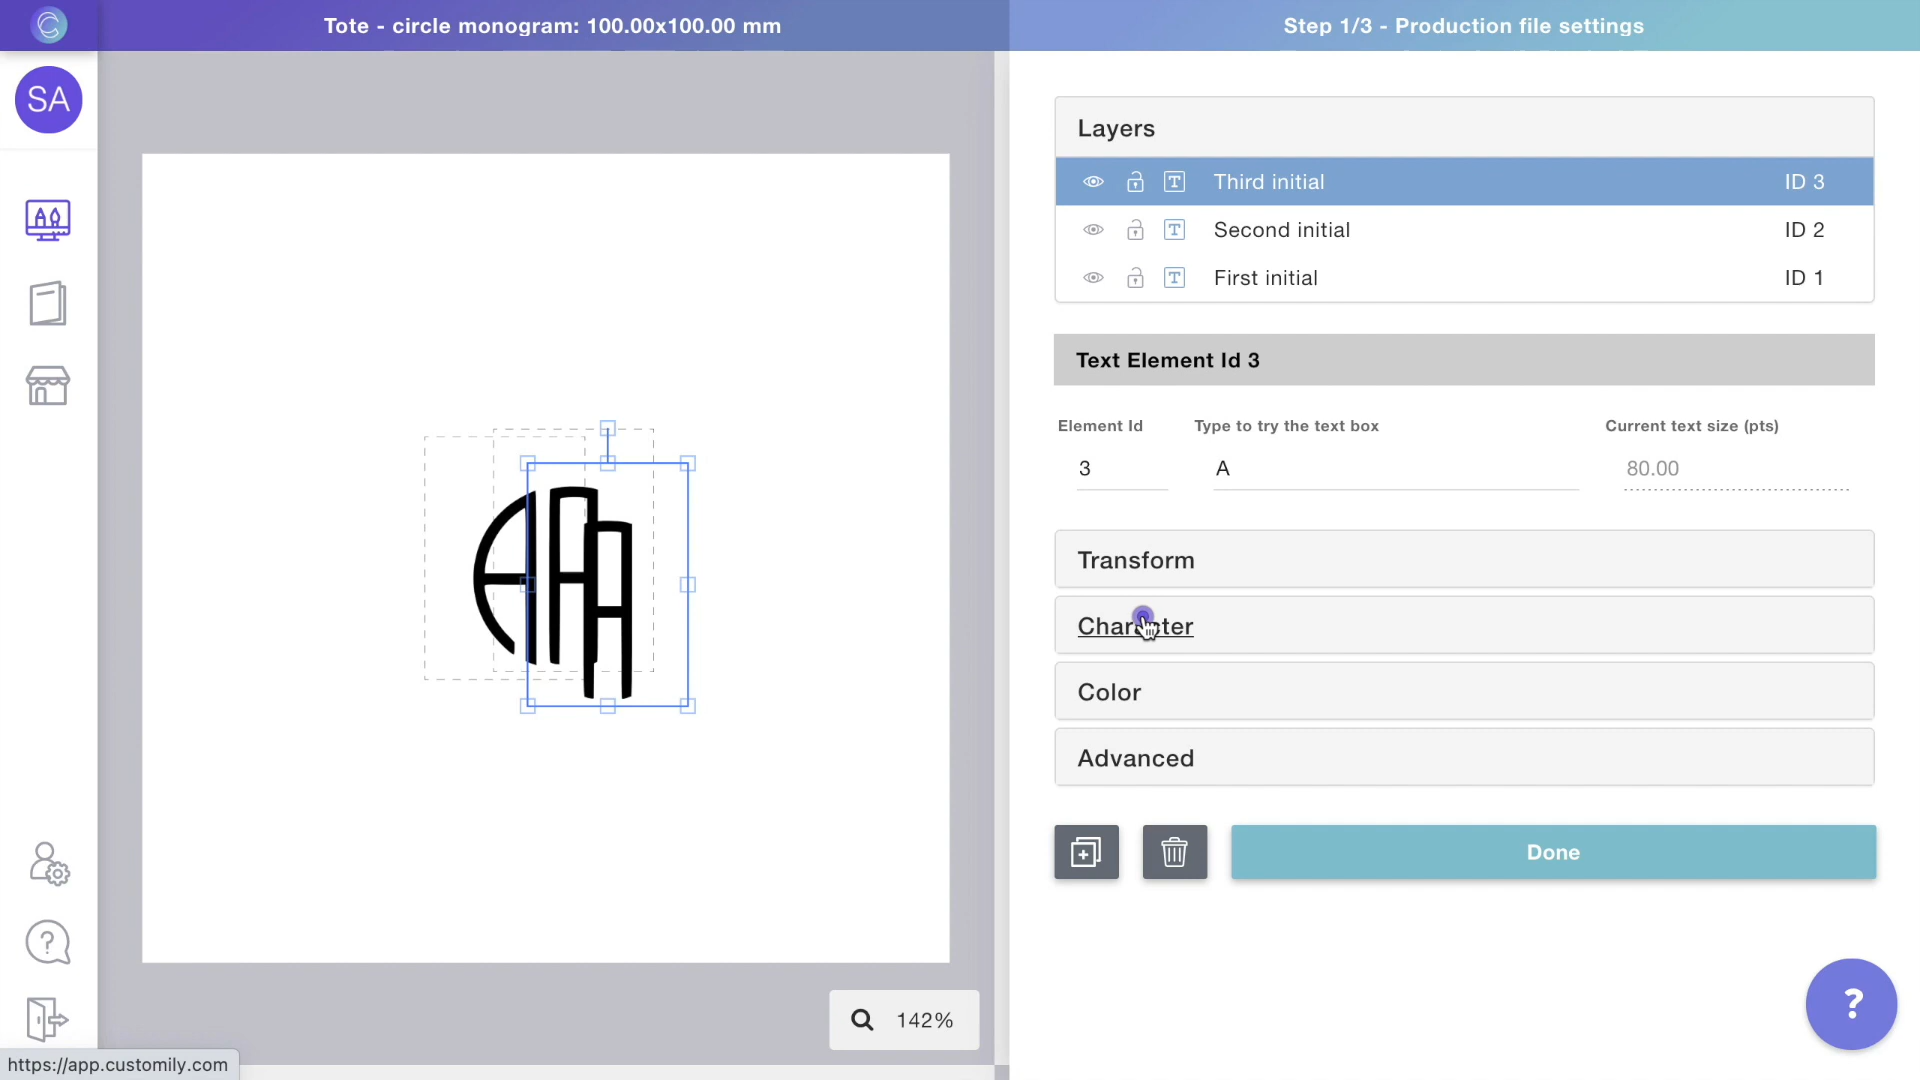 Tote - circle monogram: 100.00x100.00 mm
Step 1/3 - Production file settings
SA
Layers
Third initial ID 3
Second initial ID 2
First initial ID 1
Text Element Id 3
Element Id Type to try the text box Current text size (pts)
3 A 80.00
AAA
Transform
Character
Color
Advanced
Done
142%
?
https://app.customily.com